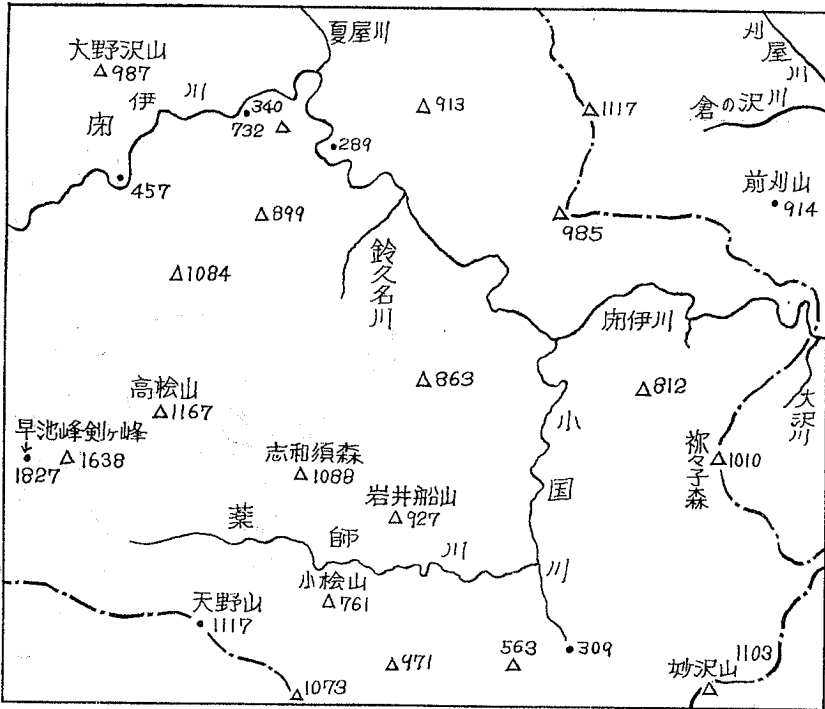 夏屋川
刈屋川
大野沢山
987
閉伊川
340
732
913
1117
倉の沢川
289
457
前刈山
914
899
985
鈴久名川
1084
閉伊川
863
812
大沢川
高桧山
1167
小国川
早池峰剣ヶ峰
1827
1638
志和須森
1088
祢々子森
1010
岩井船山
927
薬師川
小桧山
761
天野山
1117
971
563
309
1103
妙沢山
1073